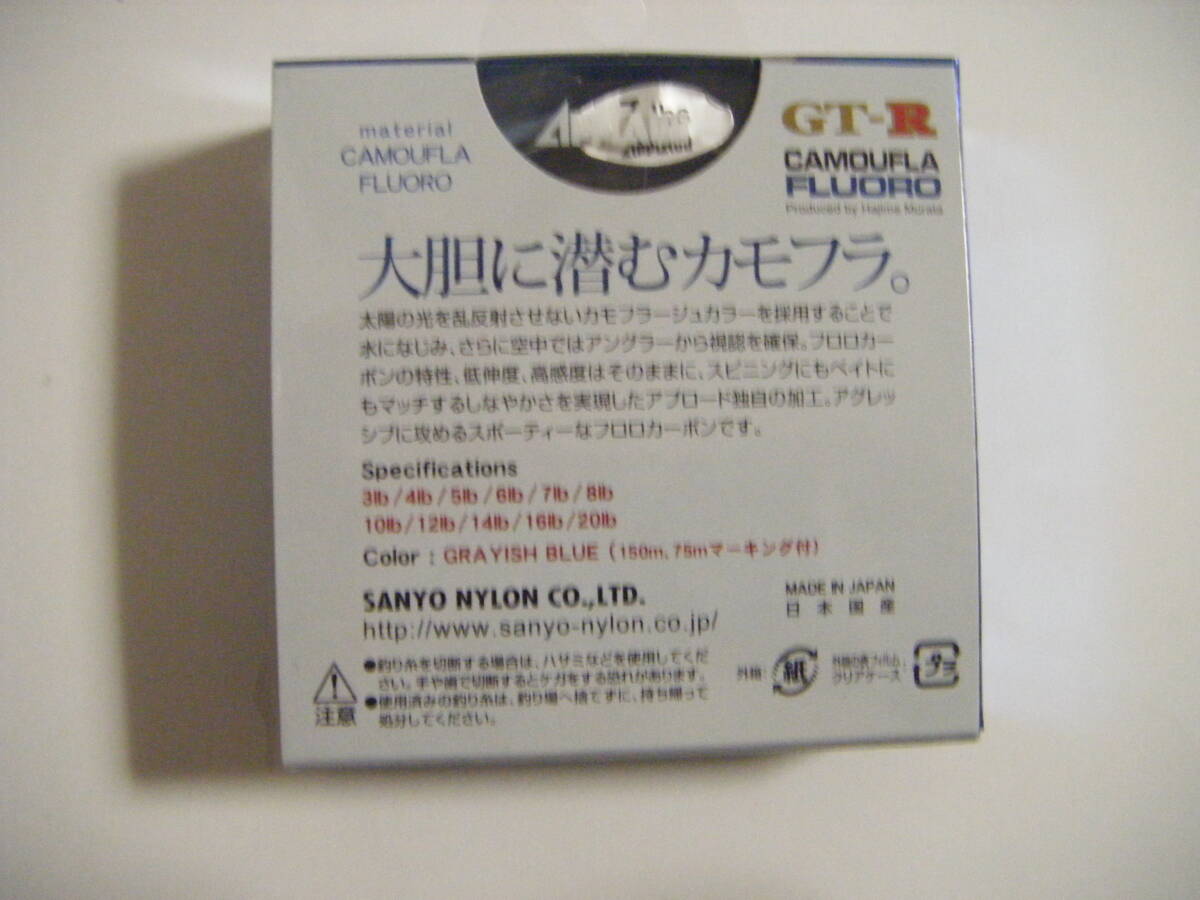 material
CAMOUFLA
FLUORO
GT-R
CAMOUFLA
FLUORO
Produced by Hajime Murata
大胆に潜むカモフラ。
太陽の光を乱反射させないカモフラージュカラーを採用することで
水になじみ、さらに空中ではアングラーから視認を確保。フロロカー
ボンの特性、低伸度、高感度はそのままに、スピニングにもベイトに
もマッチするしなやかさを実現したアプロード独自の加工。アグレッ
シブに攻めるスポーティーなフロロカーボンです。
Specifications
3lb/4lb/5lb/6lb/7lb/8lb
10lb/12lb/14lb/16lb/20lb
Color : GRAYISH BLUE (150m、75mマーキング付)
SANYO NYLON CO.,LTD.
http://www.sanyo-nylon.co.jp/
MADE IN JAPAN
日本国産
注意
●釣り糸を切断する場合は、ハサミなどを使用してくだ
さい。手や歯で切断するとケガをする恐れがあります。
●使用済みの釣り糸は、釣り場へ捨てずに、持ち帰って
処分してください。
外箱:
紙
クリアケース
プラ